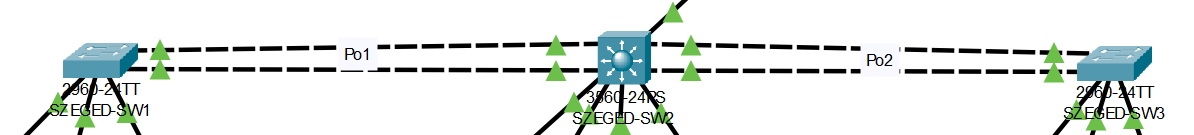 Po1
Po2
2960-24TT
SZEGED-SW1
3560-24PS
SZEGED-SW2
2960-24TT
SZEGED-SW3